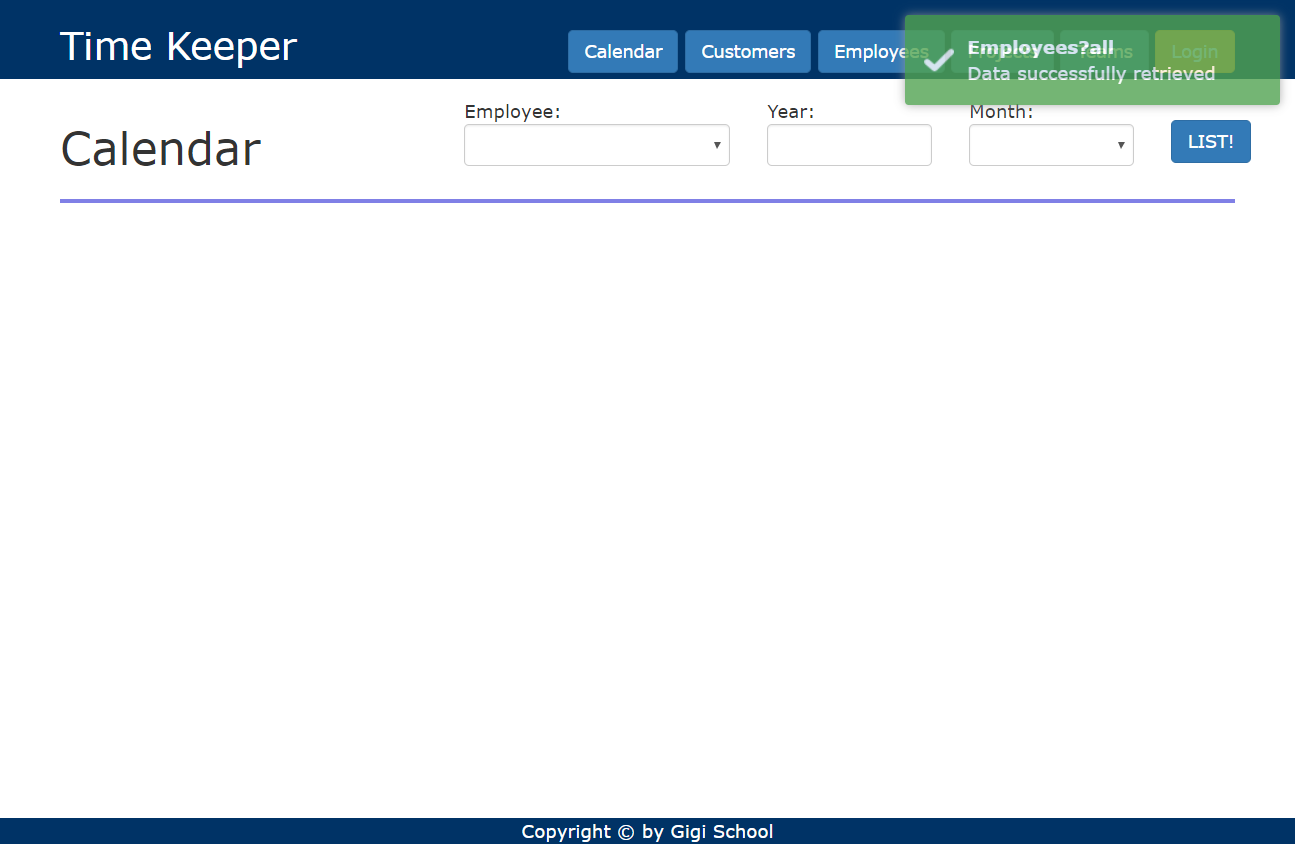 Time Keeper
Calendar Customers Employees Projects Teams Login
Employees?all
Data successfully retrieved
Calendar
Employee: Year: Month:
LIST!
Copyright © by Gigi School